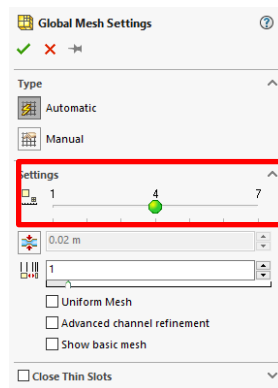 Global Mesh Settings
Type
Automatic
Manual
Settings
1 4 7
0.02 m
1
Uniform Mesh
Advanced channel refinement
Show basic mesh
Close Thin Slots